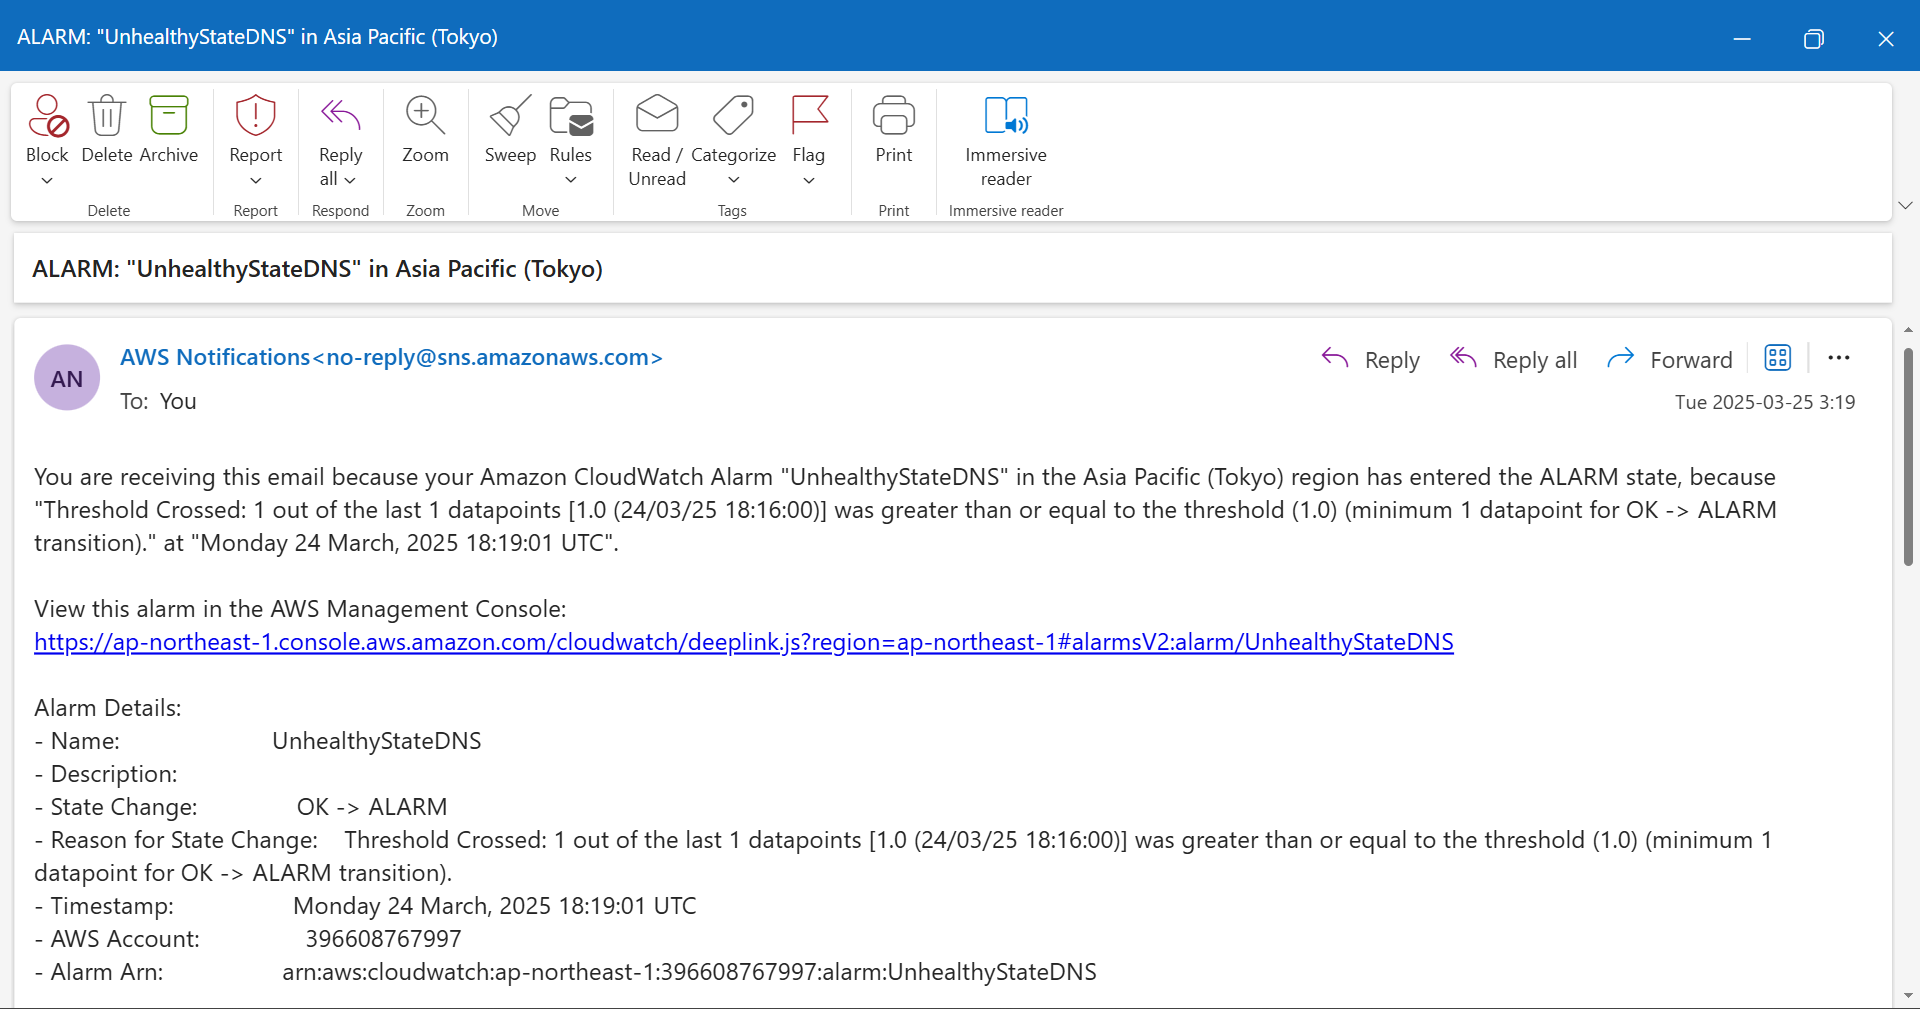 ALARM: "UnhealthyStateDNS" in Asia Pacific (Tokyo)
Block
Delete
Archive
Report
Reply
all
Zoom
Sweep
Rules
Read /
Unread
Categorize
Flag
Print
Immersive
reader
Delete
Report
Respond
Zoom
Move
Tags
Print
Immersive reader
ALARM: "UnhealthyStateDNS" in Asia Pacific (Tokyo)
AN
AWS Notifications<no-reply@sns.amazonaws.com>
To: You
Reply
Reply all
Forward
Tue 2025-03-25 3:19
You are receiving this email because your Amazon CloudWatch Alarm "UnhealthyStateDNS" in the Asia Pacific (Tokyo) region has entered the ALARM state, because
"Threshold Crossed: 1 out of the last 1 datapoints [1.0 (24/03/25 18:16:00)] was greater than or equal to the threshold (1.0) (minimum 1 datapoint for OK -> ALARM
transition)." at "Monday 24 March, 2025 18:19:01 UTC".
View this alarm in the AWS Management Console:
https://ap-northeast-1.console.aws.amazon.com/cloudwatch/deeplink.js?region=ap-northeast-1#alarmsV2:alarm/UnhealthyStateDNS
Alarm Details:
- Name: UnhealthyStateDNS
- Description:
- State Change: OK -> ALARM
- Reason for State Change: Threshold Crossed: 1 out of the last 1 datapoints [1.0 (24/03/25 18:16:00)] was greater than or equal to the threshold (1.0) (minimum 1
datapoint for OK -> ALARM transition).
- Timestamp: Monday 24 March, 2025 18:19:01 UTC
- AWS Account: 396608767997
- Alarm Arn: arn:aws:cloudwatch:ap-northeast-1:396608767997:alarm:UnhealthyStateDNS